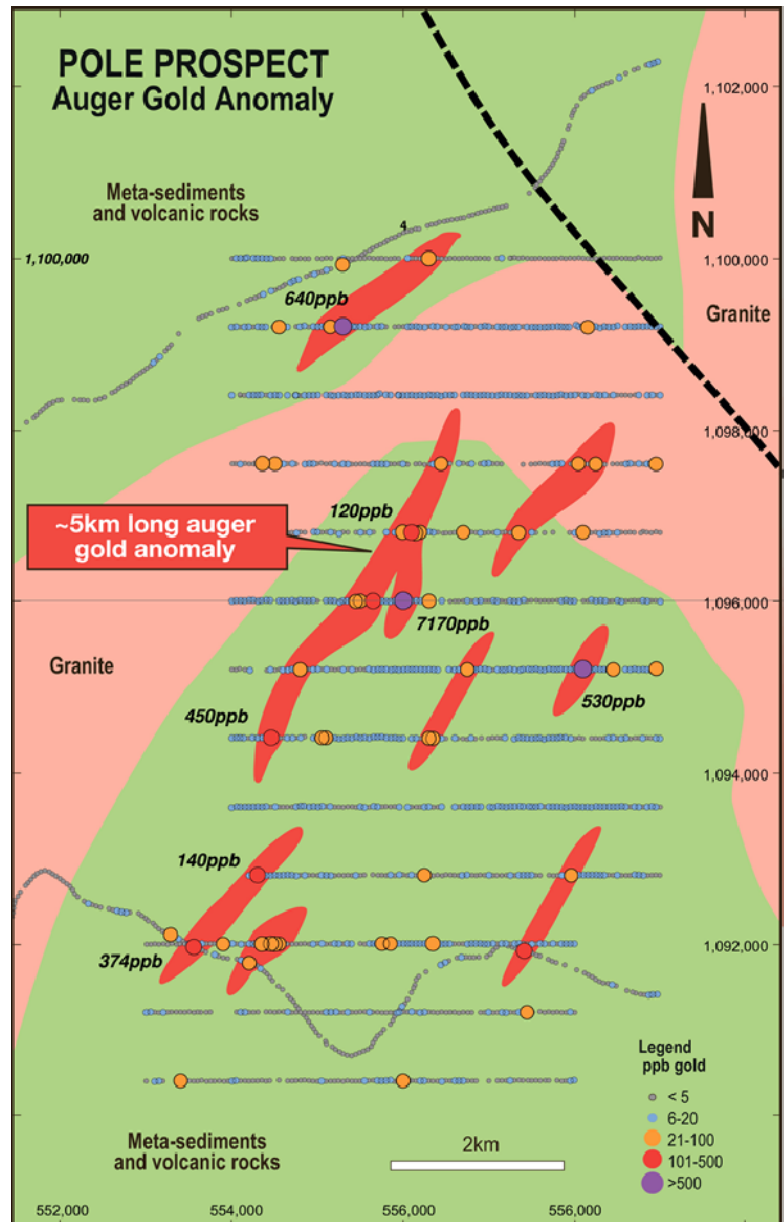 POLE PROSPECT
Auger Gold Anomaly
1,102,000
Meta-sediments
and volcanic rocks
N
4
1,100,000
1,100,000
640ppb
Granite
1,098,000
120ppb
~5km long auger
gold anomaly
1,096,000
7170ppb
Granite
530ppb
450ppb
1,094,000
140ppb
374ppb
1,092,000
Legend
ppb gold
< 5
6-20
21-100
101-500
>500
Meta-sediments
and volcanic rocks
2km
552,000
554,000
556,000
556,000